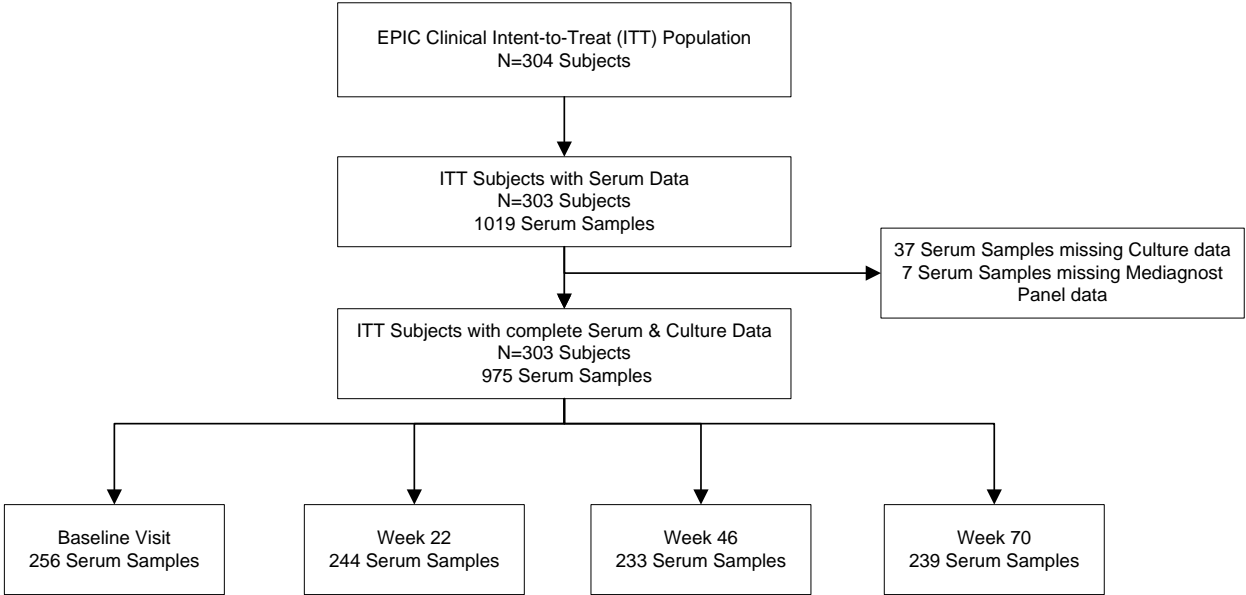 EPIC Clinical Intent-to-Treat (ITT) Population
N=304 Subjects
ITT Subjects with Serum Data
N=303 Subjects
1019 Serum Samples
37 Serum Samples missing Culture data
7 Serum Samples missing Mediagnost
Panel data
ITT Subjects with complete Serum & Culture Data
N=303 Subjects
975 Serum Samples
Baseline Visit
256 Serum Samples
Week 22
244 Serum Samples
Week 46
233 Serum Samples
Week 70
239 Serum Samples